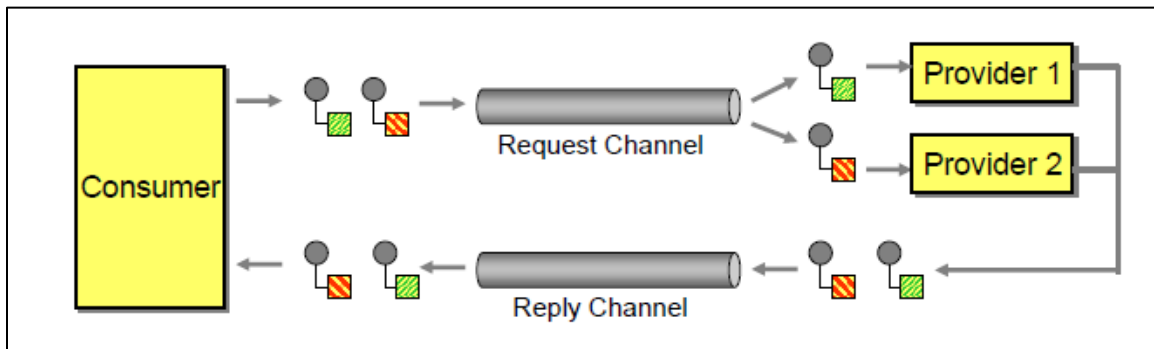 Provider 1
Request Channel
Provider 2
Consumer
Reply Channel